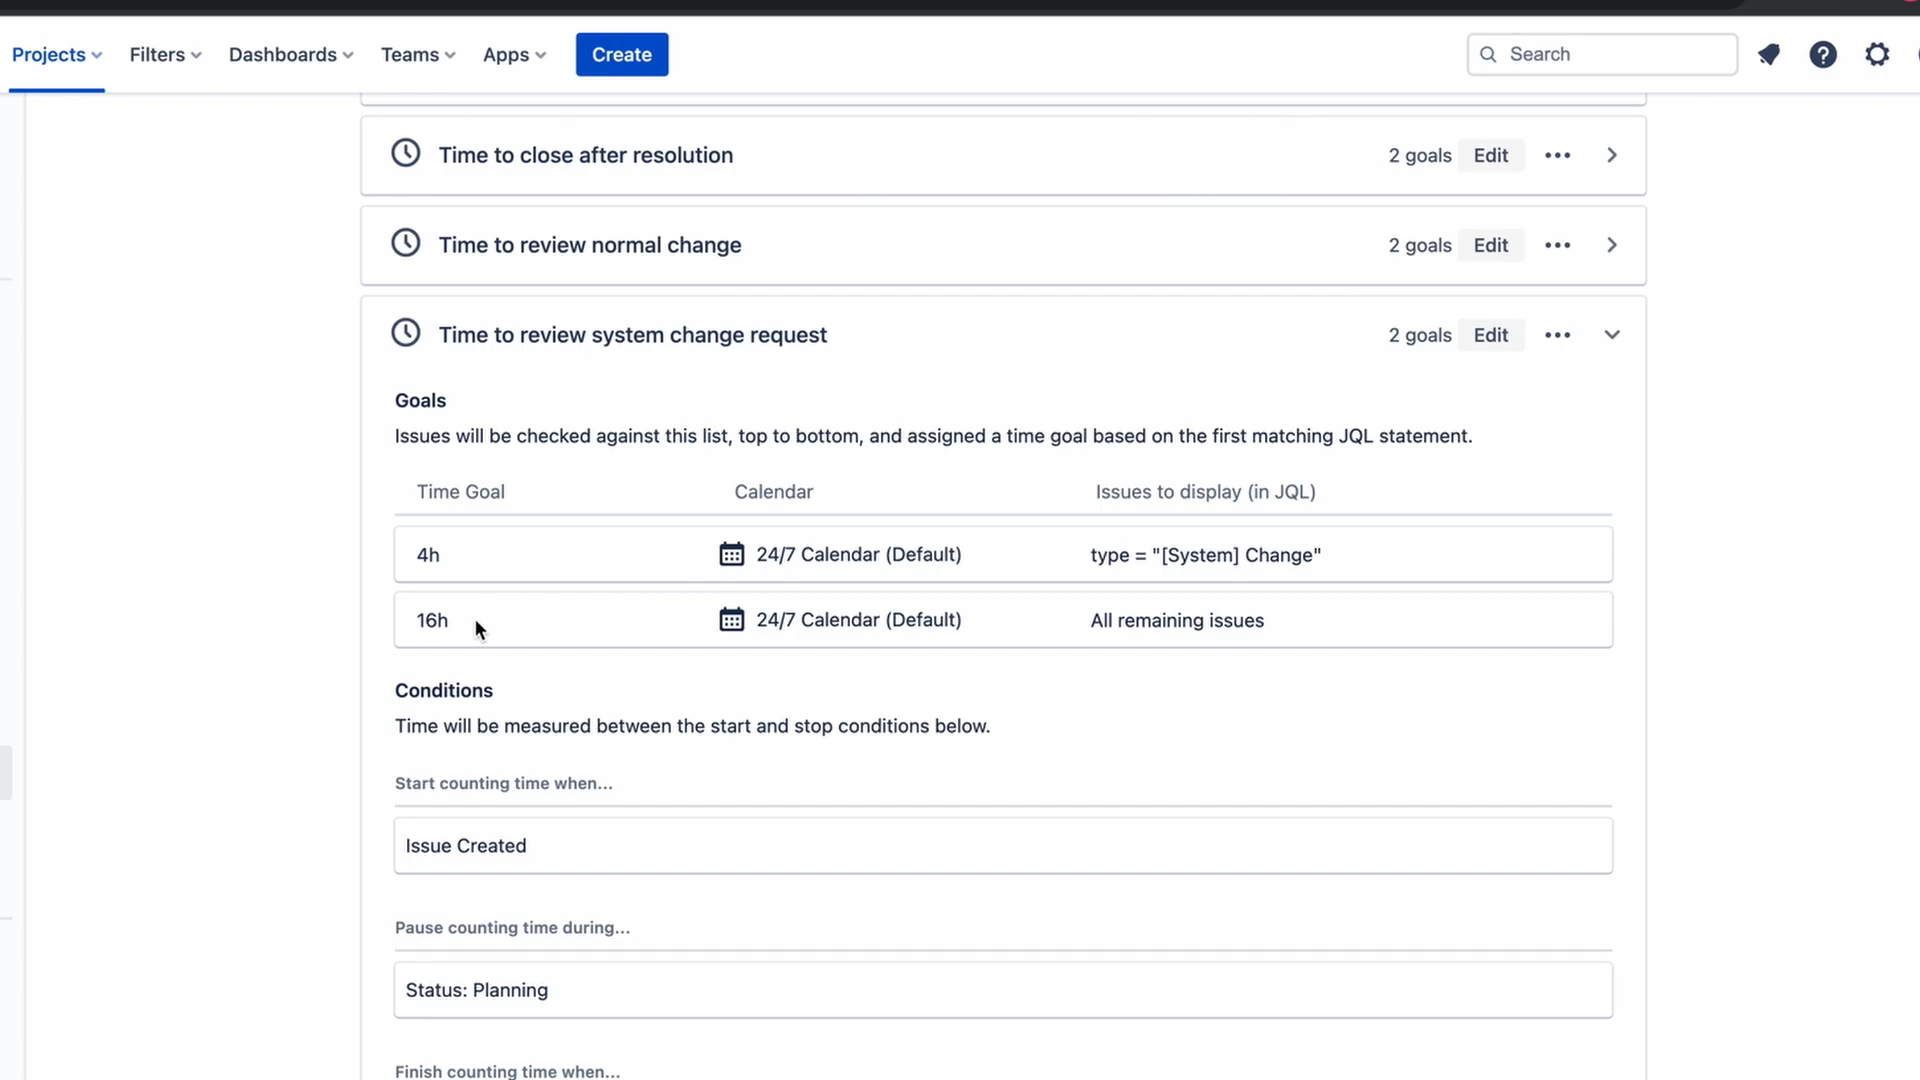 Projects Filters Dashboards Teams Apps Create Search
Time to close after resolution 2 goals Edit
Time to review normal change 2 goals Edit
Time to review system change request 2 goals Edit
Goals
Issues will be checked against this list, top to bottom, and assigned a time goal based on the first matching JQL statement.
Time Goal Calendar Issues to display (in JQL)
4h 24/7 Calendar (Default) type = "[System] Change"
16h 24/7 Calendar (Default) All remaining issues
Conditions
Time will be measured between the start and stop conditions below.
Start counting time when...
Issue Created
Pause counting time during...
Status: Planning
Finish counting time when...